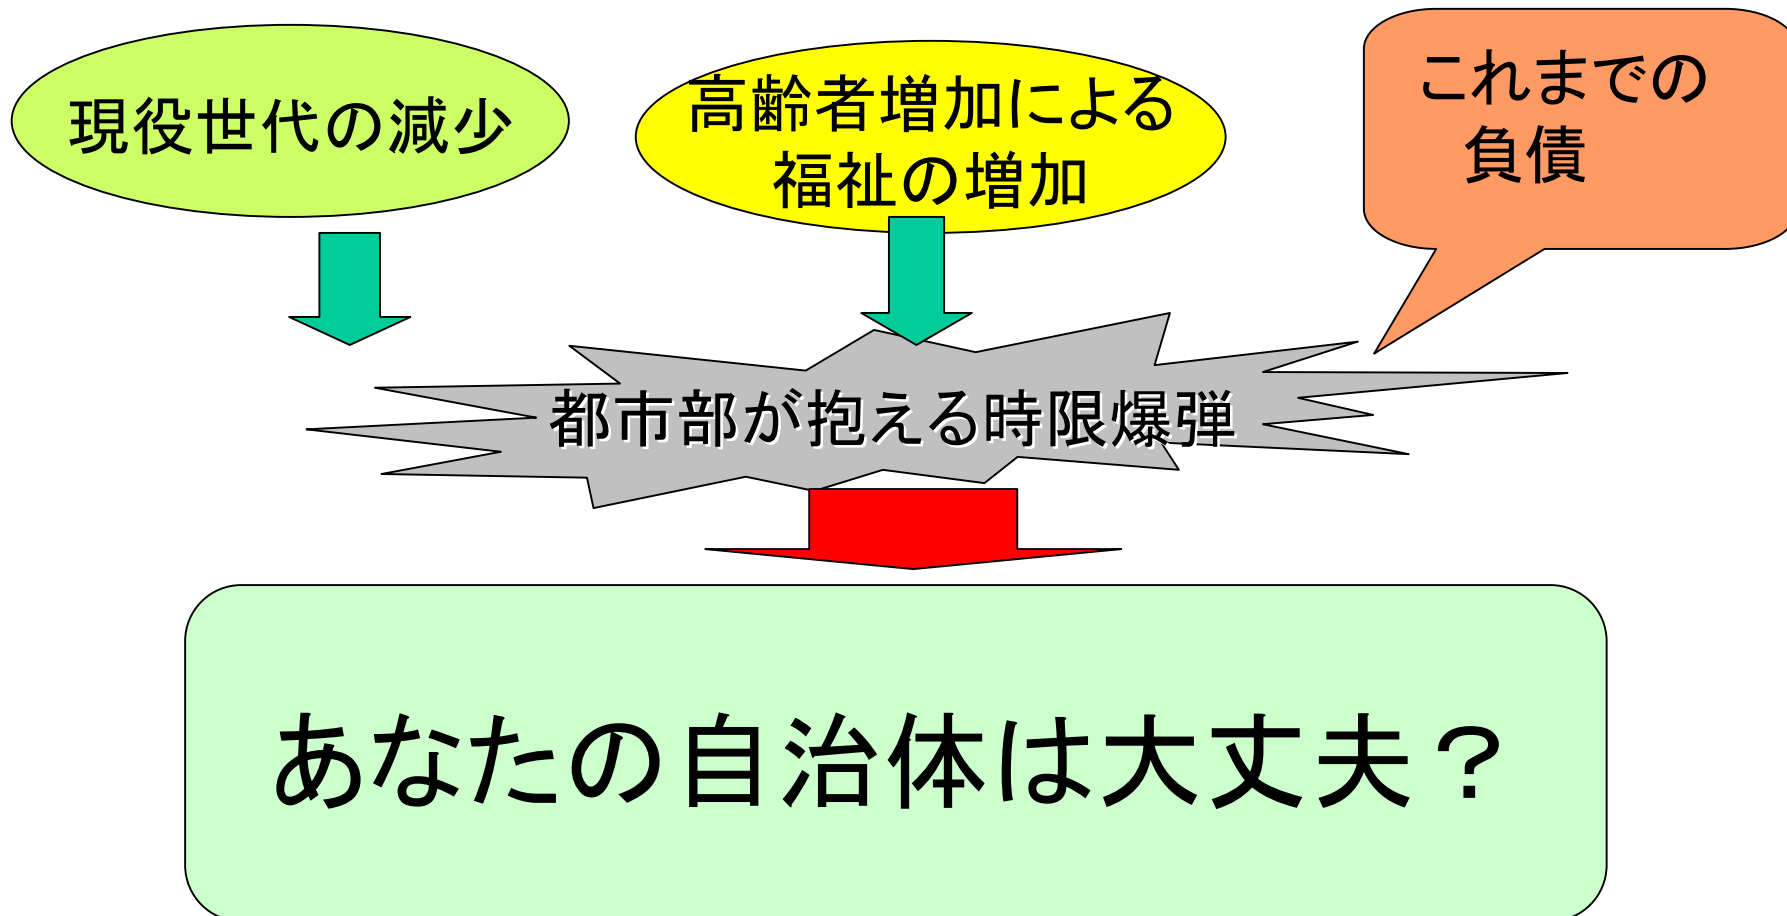 現役世代の減少
高齢者増加による
福祉の増加
これまでの
負債
都市部が抱える時限爆弾
あなたの自治体は大丈夫？